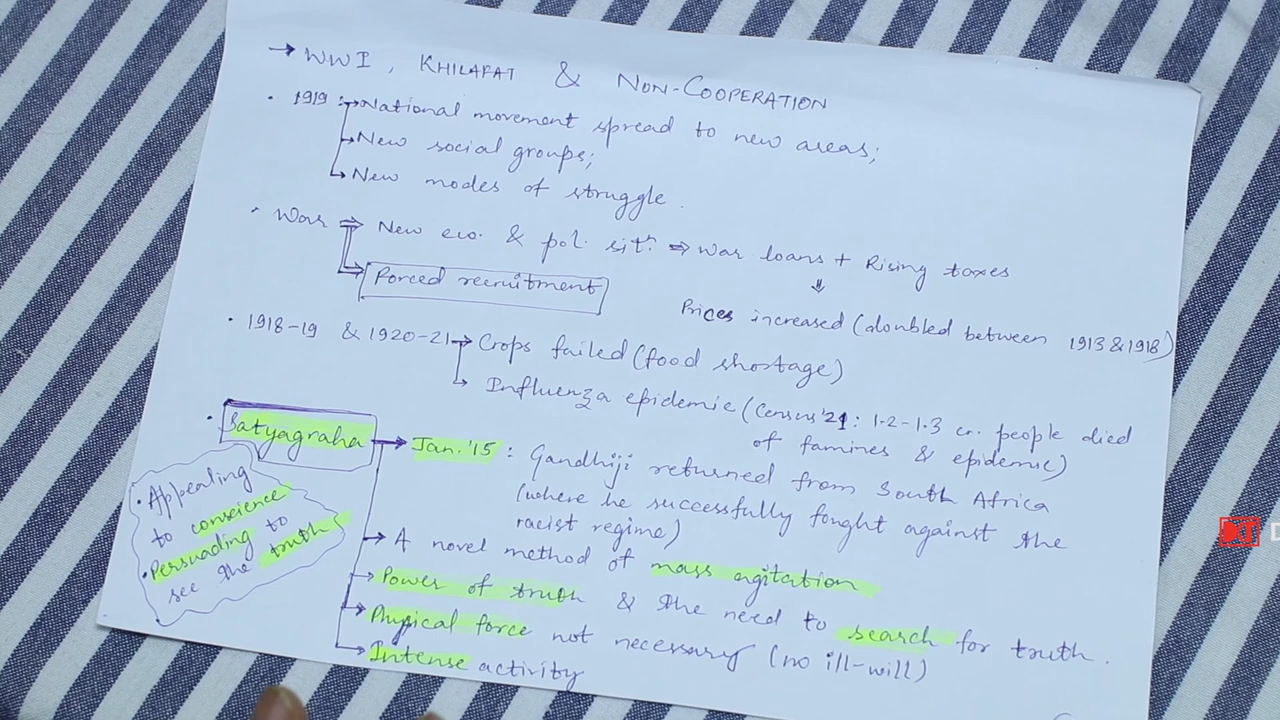 → WWI, KHILAFAT & NON-COOPERATION
• 1919 : → National movement spread to new areas;
→ New social groups;
→ New modes of struggle.
• War ⇒ New eco. & pol. sitⁿ. ⇒ War loans + Rising taxes
⇓
⇒ Forced recruitment
Prices increased (doubled between 1913 & 1918)
• 1918-19 & 1920-21 → Crops failed (food shortage)
→ Influenza epidemic (Census '21 : 1.2-1.3 cr. people died
of famines & epidemic)
• Satyagraha → Jan. '15 : Gandhiji returned from South Africa
(where he successfully fought against the
racist regime)
→ A novel method of mass agitation
→ Power of truth & the need to search for truth.
→ Physical force not necessary (no ill-will)
→ Intense activity
• Appealing
to conscience
• Persuading to
see the truth